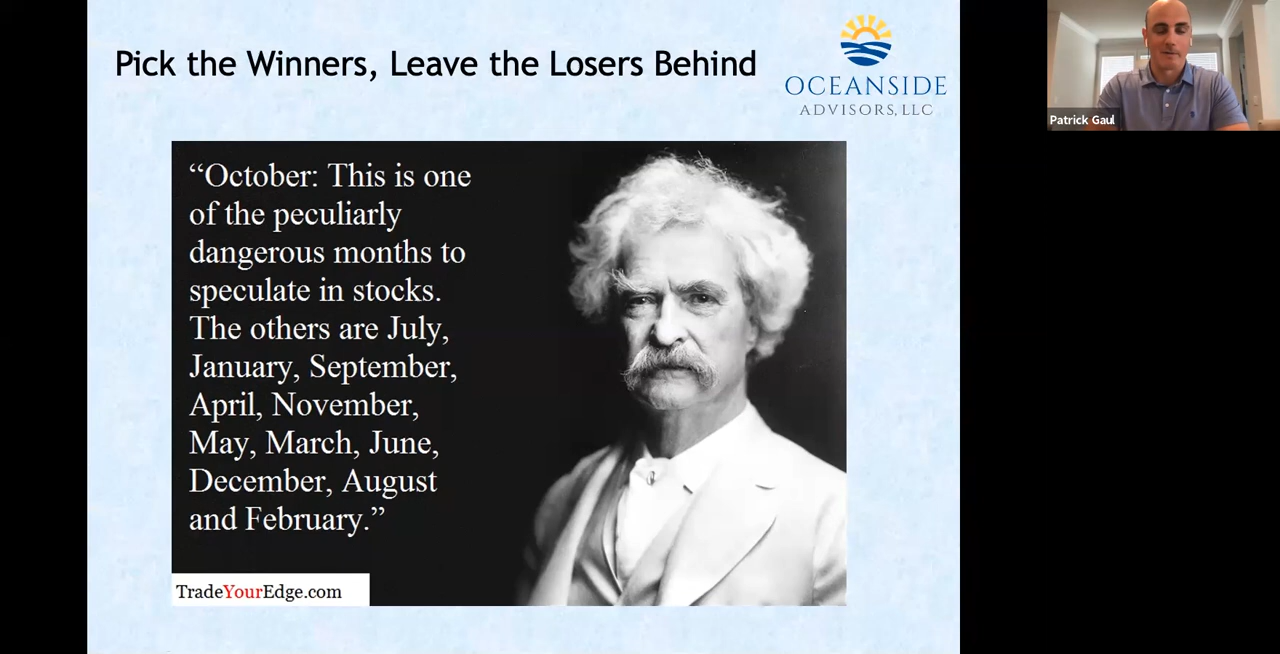 Pick the Winners, Leave the Losers Behind
OCEANSIDE
ADVISORS, LLC
“October: This is one
of the peculiarly
dangerous months to
speculate in stocks.
The others are July,
January, September,
April, November,
May, March, June,
December, August
and February.”
TradeYourEdge.com
Patrick Gaul